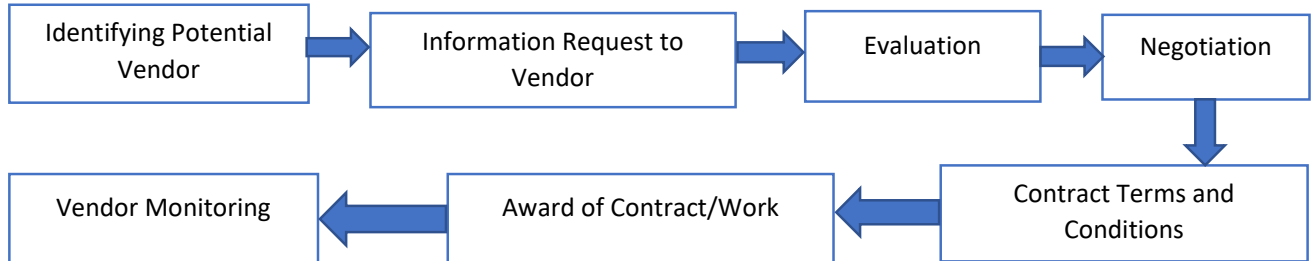 Identifying Potential
Vendor
Information Request to
Vendor
Evaluation
Negotiation
Contract Terms and
Conditions
Award of Contract/Work
Vendor Monitoring